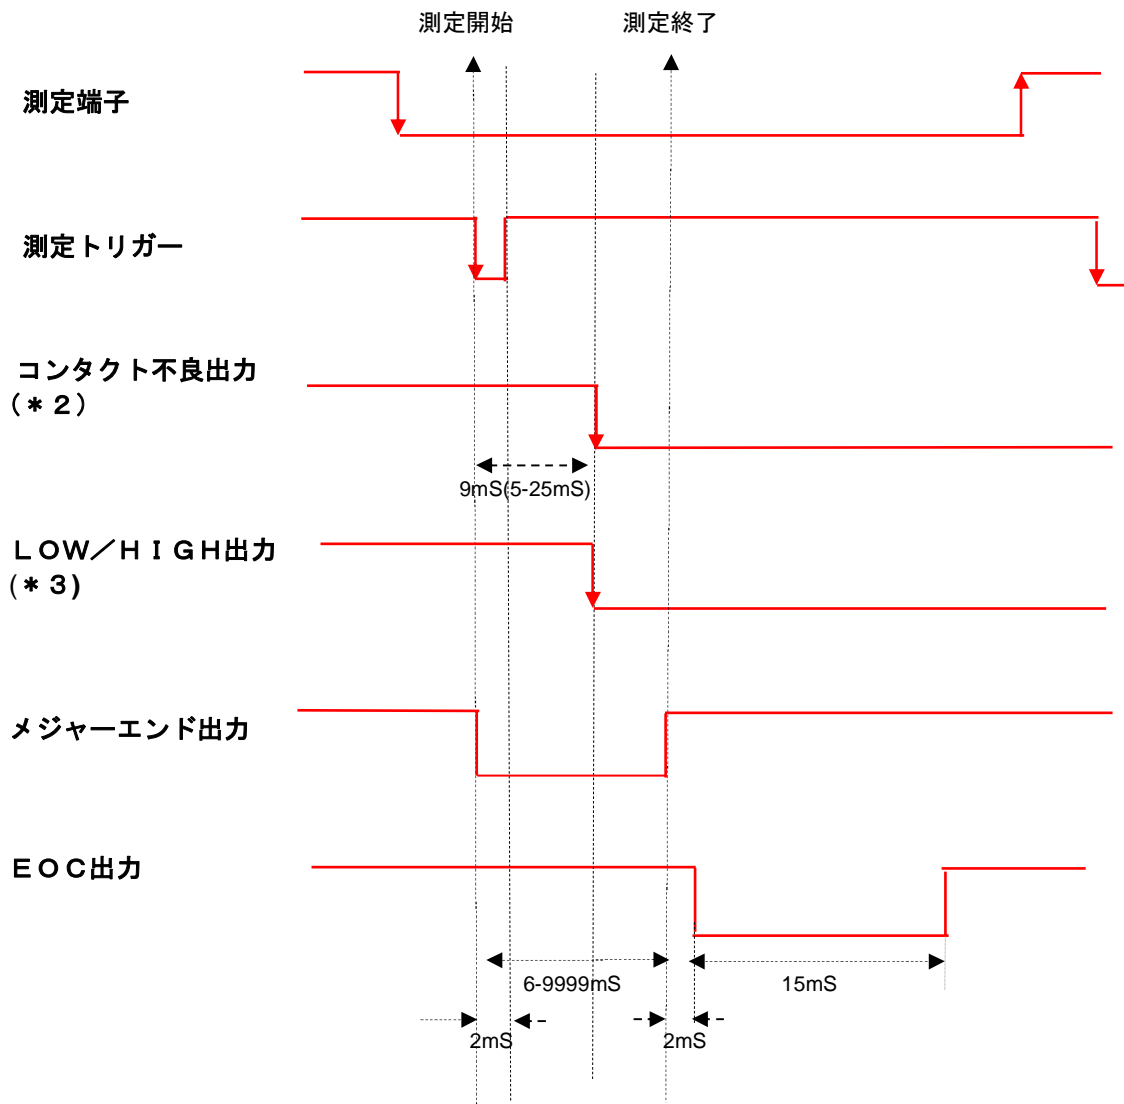 測定開始
測定終了
測定端子
測定トリガー
コンタクト不良出力
(＊２)
9mS(5-25mS)
ＬＯＷ／ＨＩＧＨ出力
(＊３)
メジャーエンド出力
ＥＯＣ出力
6-9999mS
15mS
2mS
2mS